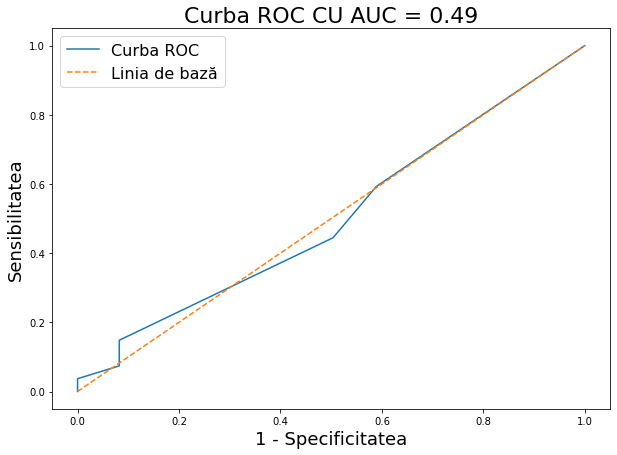 Curba ROC CU AUC = 0.49
Curba ROC
Linia de bază
Sensibilitatea
1.0
0.8
0.6
0.4
0.2
0.0
0.0 0.2 0.4 0.6 0.8 1.0
1 - Specificitatea